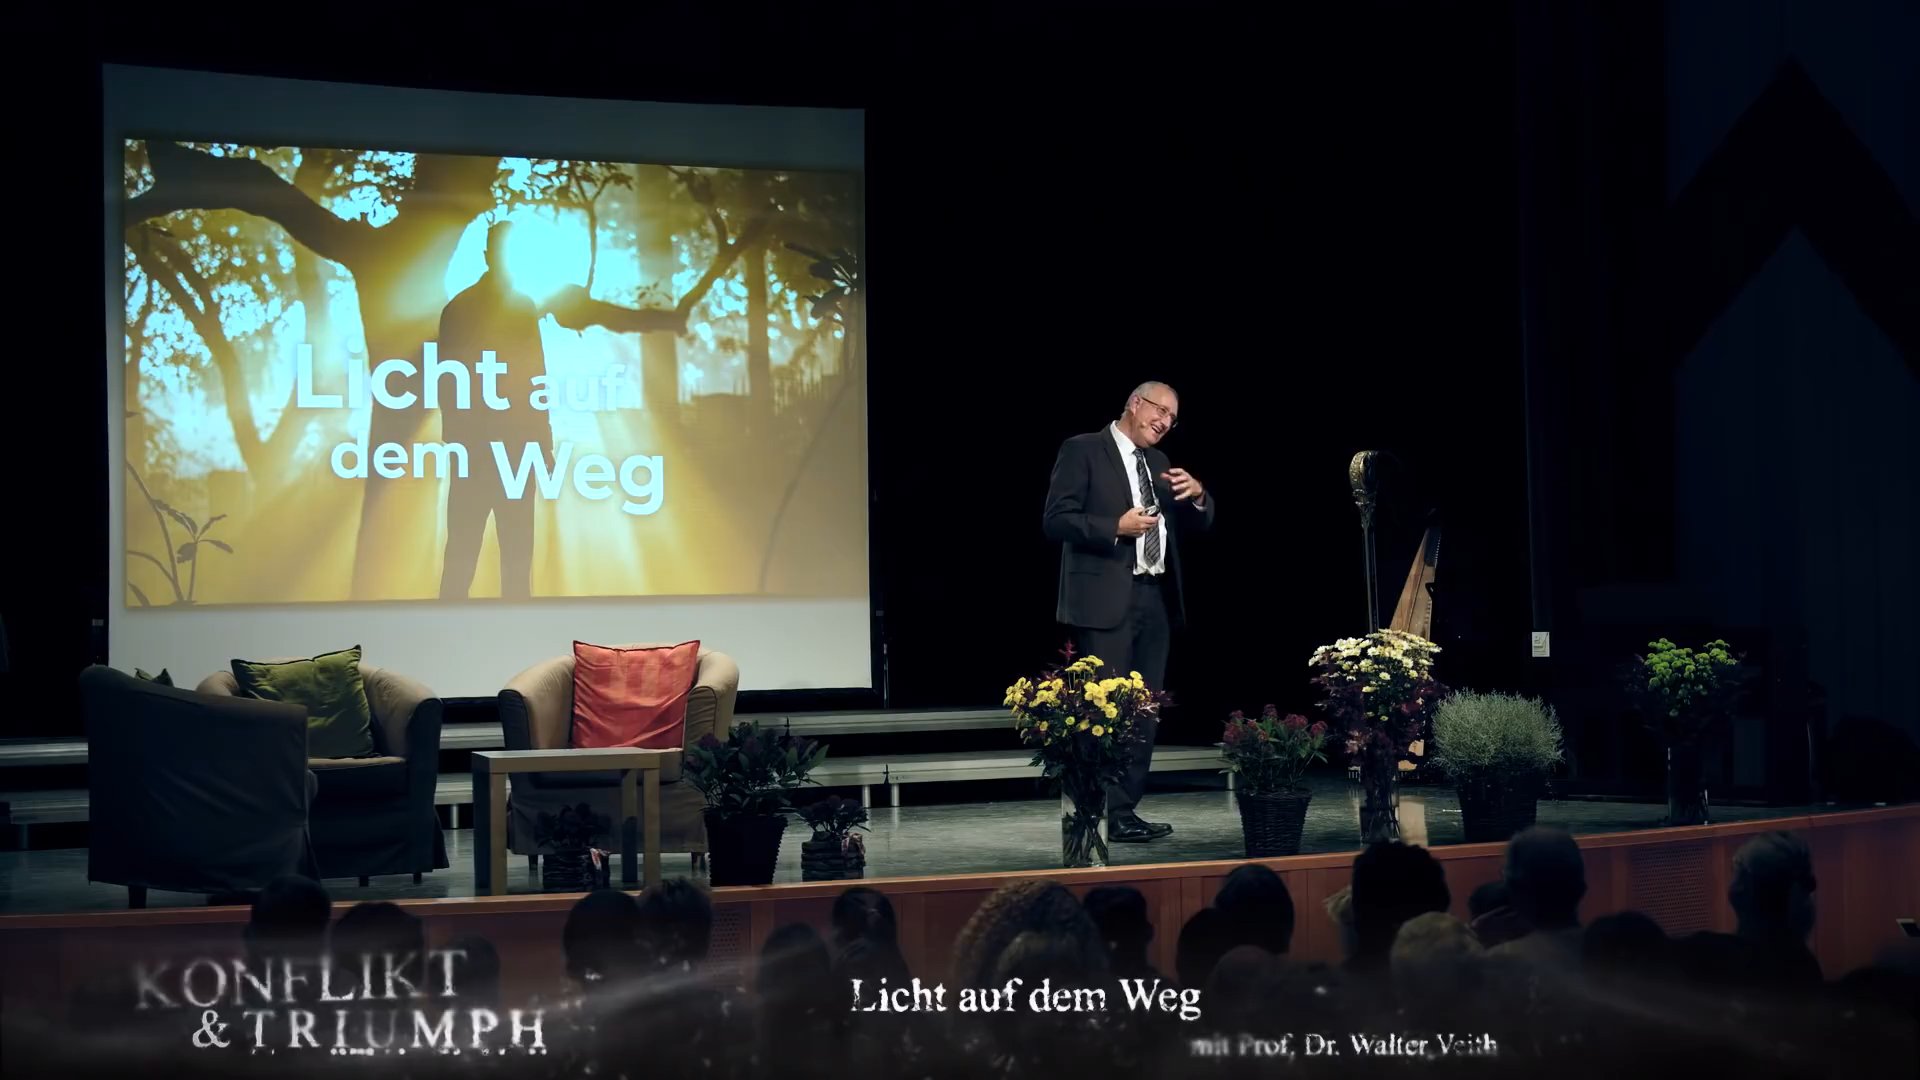 Licht auf
dem Weg
KONFLIKT
& TRIUMPH
Licht auf dem Weg
mit Prof. Dr. Walter Veith